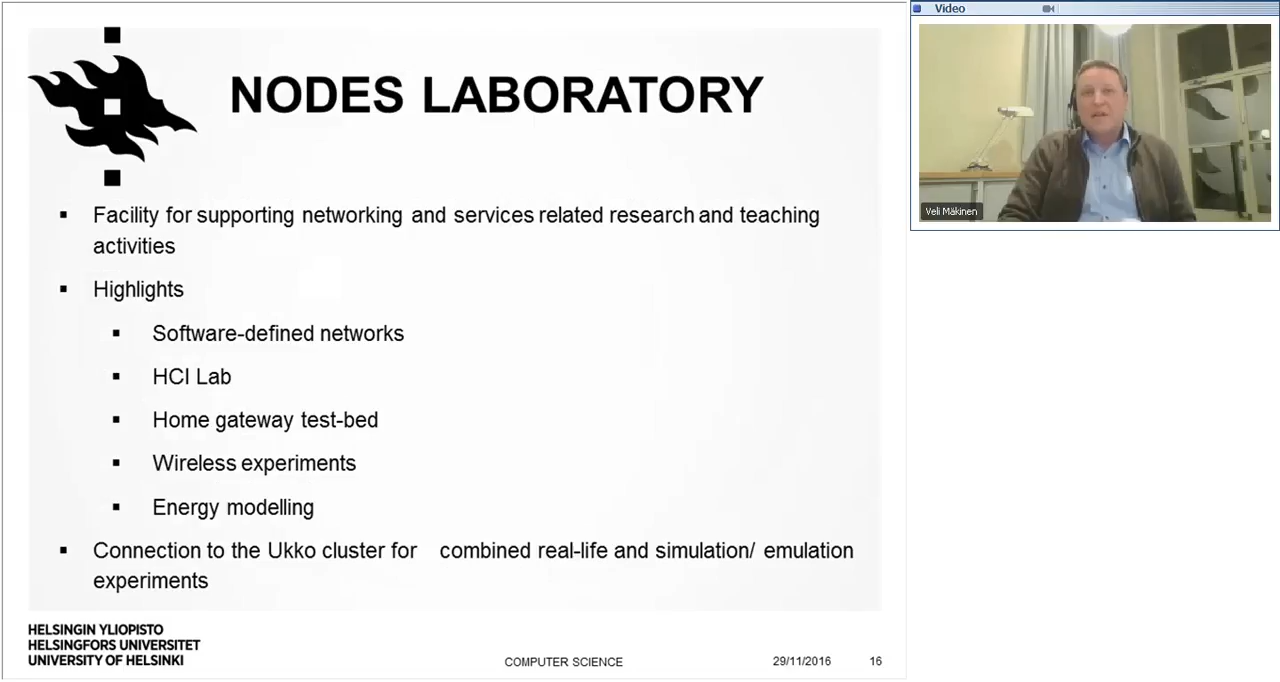 NODES LABORATORY
Facility for supporting networking and services related research and teaching
activities
Highlights
Software-defined networks
HCI Lab
Home gateway test-bed
Wireless experiments
Energy modelling
Connection to the Ukko cluster for combined real-life and simulation/ emulation
experiments
HELSINGIN YLIOPISTO
HELSINGFORS UNIVERSITET
UNIVERSITY OF HELSINKI
COMPUTER SCIENCE
29/11/2016
16
Video
Veli Mäkinen